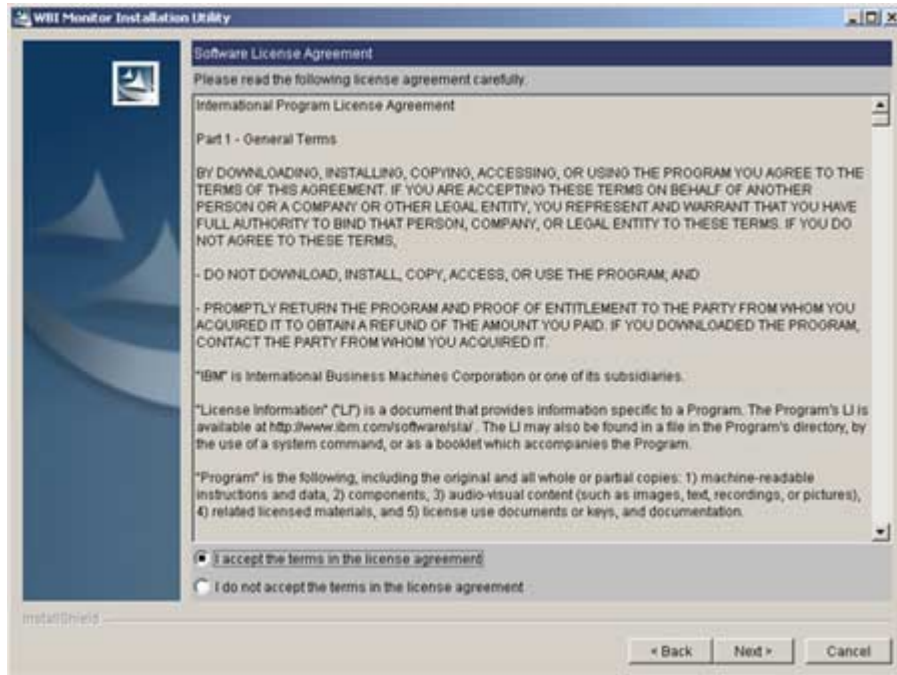 WBI Monitor Installation Utility
Software License Agreement
Please read the following license agreement carefully.
International Program License Agreement
Part 1 - General Terms
BY DOWNLOADING, INSTALLING, COPYING, ACCESSING, OR USING THE PROGRAM YOU AGREE TO THE
TERMS OF THIS AGREEMENT. IF YOU ARE ACCEPTING THESE TERMS ON BEHALF OF ANOTHER
PERSON OR A COMPANY OR OTHER LEGAL ENTITY, YOU REPRESENT AND WARRANT THAT YOU HAVE
FULL AUTHORITY TO BIND THAT PERSON, COMPANY, OR LEGAL ENTITY TO THESE TERMS. IF YOU DO
NOT AGREE TO THESE TERMS,
- DO NOT DOWNLOAD, INSTALL, COPY, ACCESS, OR USE THE PROGRAM; AND
- PROMPTLY RETURN THE PROGRAM AND PROOF OF ENTITLEMENT TO THE PARTY FROM WHOM YOU
ACQUIRED IT TO OBTAIN A REFUND OF THE AMOUNT YOU PAID. IF YOU DOWNLOADED THE PROGRAM,
CONTACT THE PARTY FROM WHOM YOU ACQUIRED IT.
"IBM" is International Business Machines Corporation or one of its subsidiaries.
"License Information" ("LI") is a document that provides information specific to a Program. The Program's LI is
available at http://www.ibm.com/software/sla/ . The LI may also be found in a file in the Program's directory, by
the use of a system command, or as a booklet which accompanies the Program.
"Program" is the following, including the original and all whole or partial copies: 1) machine-readable
instructions and data, 2) components, 3) audio-visual content (such as images, text, recordings, or pictures),
4) related licensed materials, and 5) license use documents or keys, and documentation.
I accept the terms in the license agreement
I do not accept the terms in the license agreement
InstallShield
< Back
Next >
Cancel